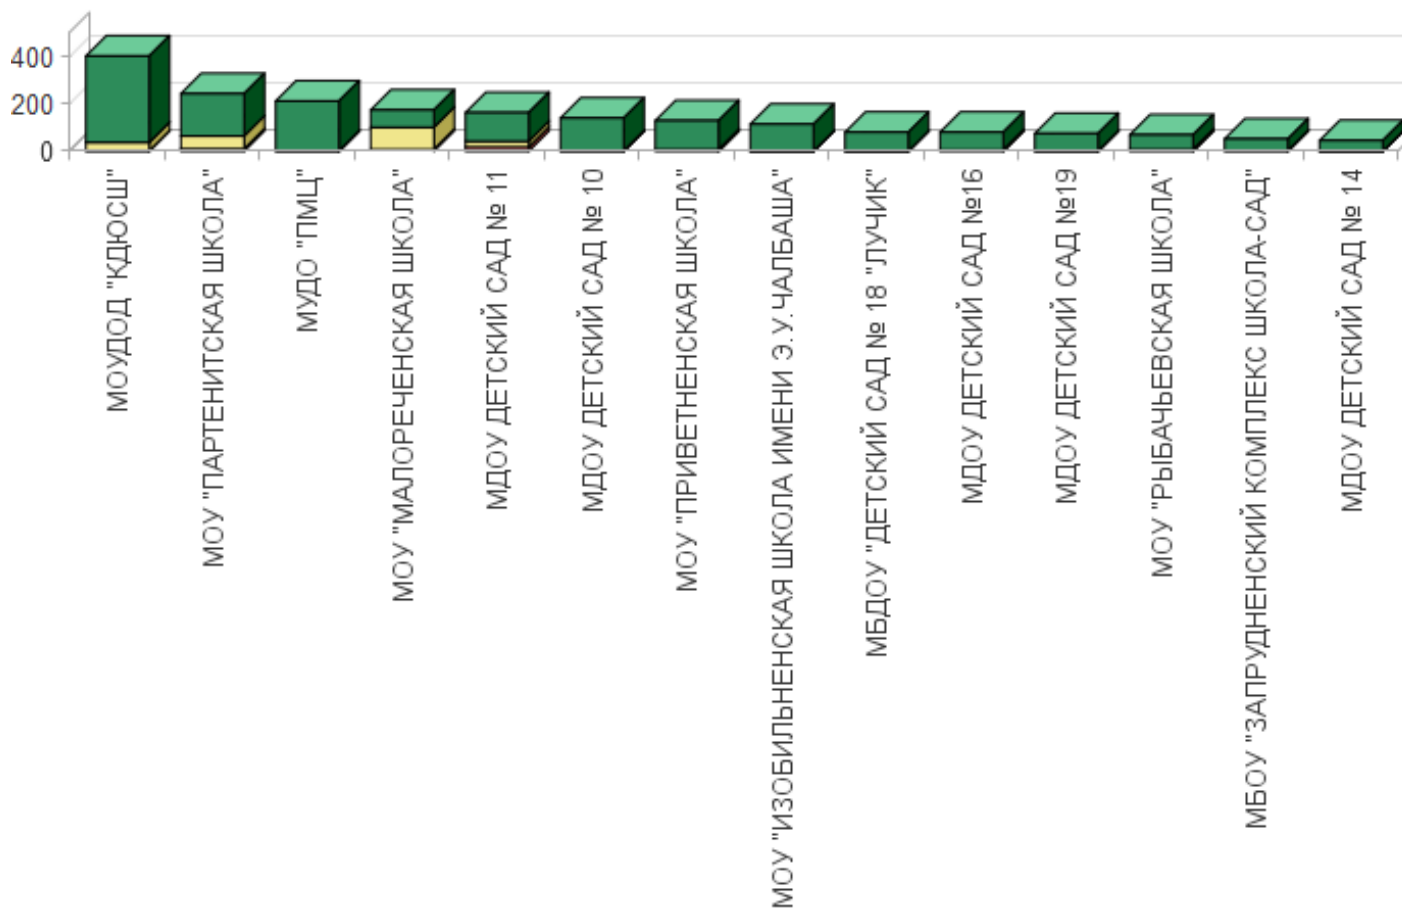 400
200
0
МОУДОД "КДЮСШ"
МОУ "ПАРТЕНИТСКАЯ ШКОЛА"
МУДО "ПМЦ"
МОУ "МАЛОРЕЧЕНСКАЯ ШКОЛА"
МДОУ ДЕТСКИЙ САД № 11
МДОУ ДЕТСКИЙ САД № 10
МОУ "ПРИВЕТНЕНСКАЯ ШКОЛА"
МОУ "ИЗОБИЛЬНЕНСКАЯ ШКОЛА ИМЕНИ Э.У.ЧАЛБАША"
МБДОУ "ДЕТСКИЙ САД № 18 "ЛУЧИК"
МДОУ ДЕТСКИЙ САД №16
МДОУ ДЕТСКИЙ САД №19
МОУ "РЫБАЧЬЕВСКАЯ ШКОЛА"
МБОУ "ЗАПРУДНЕНСКИЙ КОМПЛЕКС ШКОЛА-САД"
МДОУ ДЕТСКИЙ САД № 14